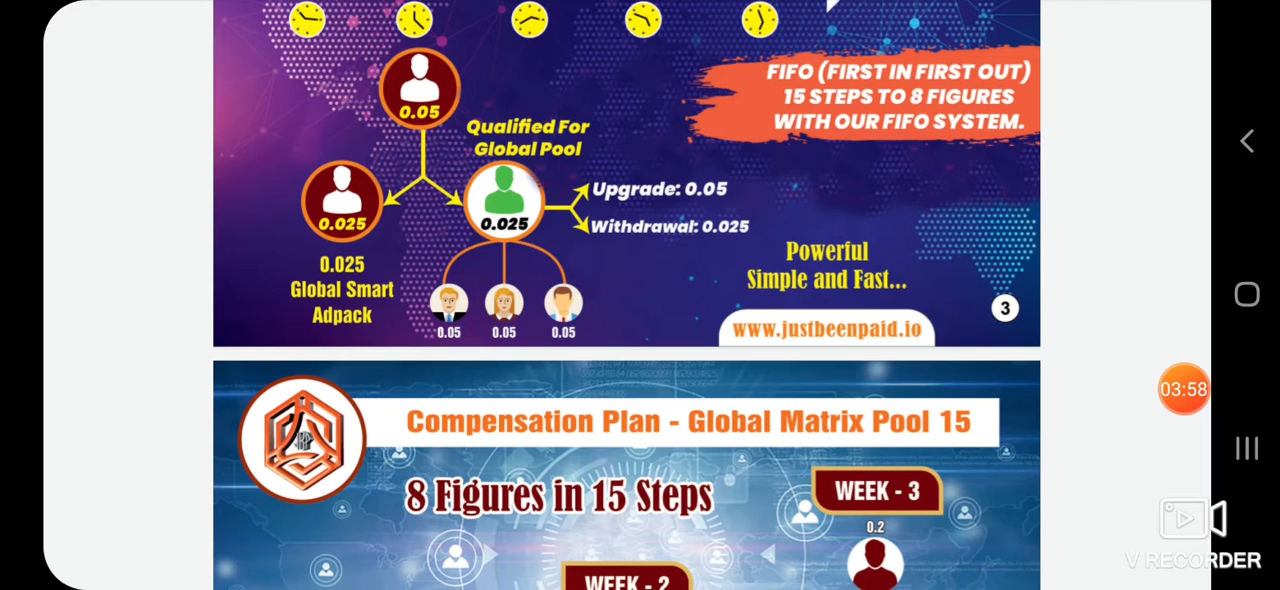 0.05
FIFO (FIRST IN FIRST OUT)
15 STEPS TO 8 FIGURES
WITH OUR FIFO SYSTEM.
Qualified For
Global Pool
0.025
0.025
Upgrade: 0.05
Withdrawal: 0.025
0.025
Global Smart
Adpack
0.05
0.05
0.05
Powerful
Simple and Fast...
3
www.justbeenpaid.io
03:58
Compensation Plan - Global Matrix Pool 15
8 Figures in 15 Steps
WEEK - 3
0.2
WEEK - 2
V RECORDER